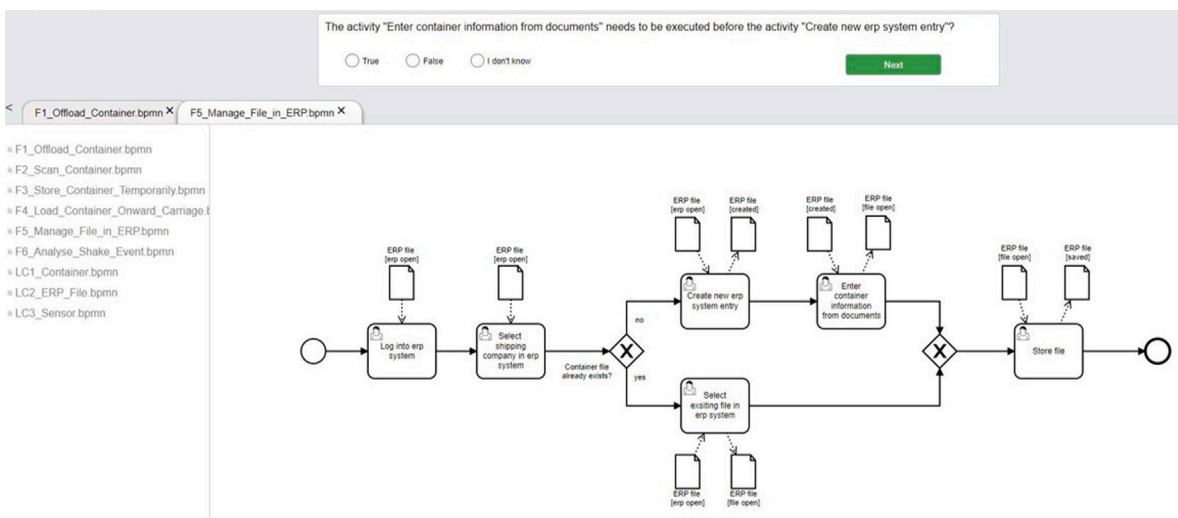 The activity "Enter container information from documents" needs to be executed before the activity "Create new erp system entry"?
True
False
I don't know
Next
<
F1_Offload_Container.bpmn X
F5_Manage_File_in_ERP.bpmn X
F1_Offload_Container.bpmn
F2_Scan_Container.bpmn
F3_Store_Container_Temporarily.bpmn
F4_Load_Container_Onward_Carriage.b
F5_Manage_File_in_ERP.bpmn
F6_Analyse_Shake_Event.bpmn
LC1_Container.bpmn
LC2_ERP_File.bpmn
LC3_Sensor.bpmn
ERP file
[erp open]
Log into erp
system
ERP file
[erp open]
Select
shipping
company in erp
system
Container file
already exists?
X
no
yes
ERP file
[erp open]
ERP file
[created]
Create new erp
system entry
ERP file
[created]
ERP file
[file open]
Enter
container
information
from documents
Select
exsiting file in
erp system
ERP file
[erp open]
ERP file
[file open]
X
ERP file
[file open]
ERP file
[saved]
Store file